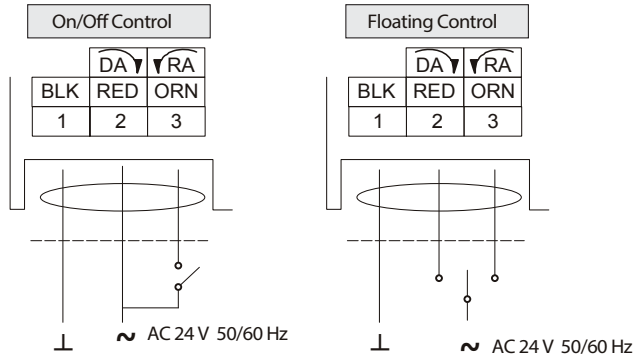 On/Off Control
DA RA
BLK RED ORN
1 2 3
⊥ ~ AC 24 V 50/60 Hz
Floating Control
DA RA
BLK RED ORN
1 2 3
⊥ ~ AC 24 V 50/60 Hz